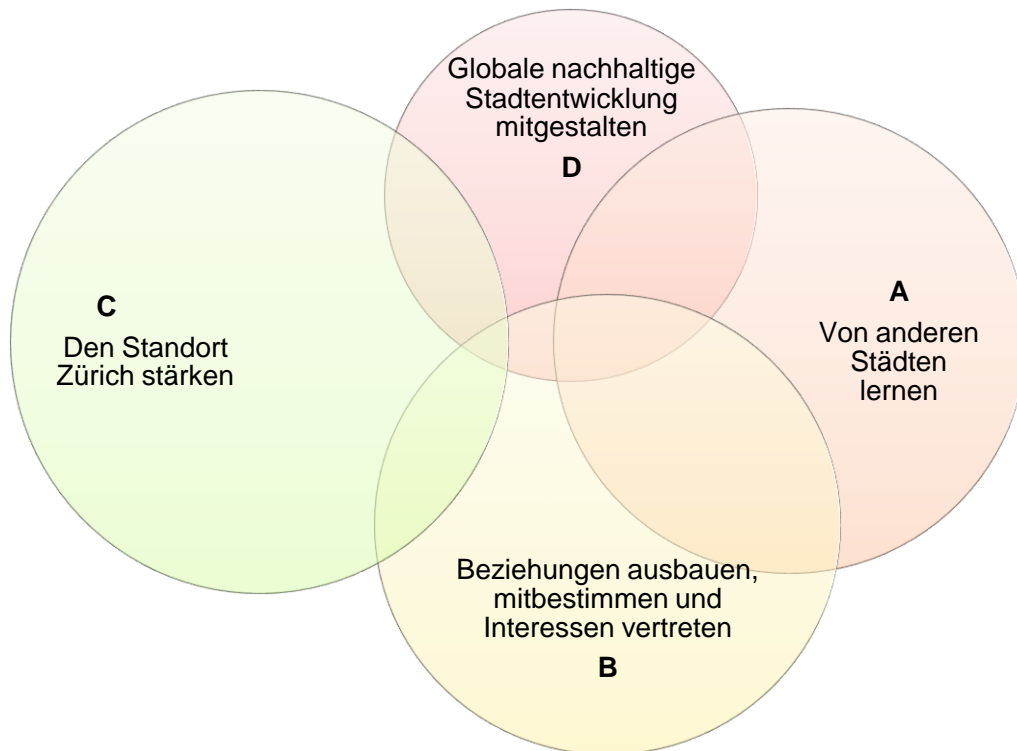 Globale nachhaltige
Stadtentwicklung
mitgestalten
D
C
Den Standort
Zürich stärken
A
Von anderen
Städten
lernen
Beziehungen ausbauen,
mitbestimmen und
Interessen vertreten
B